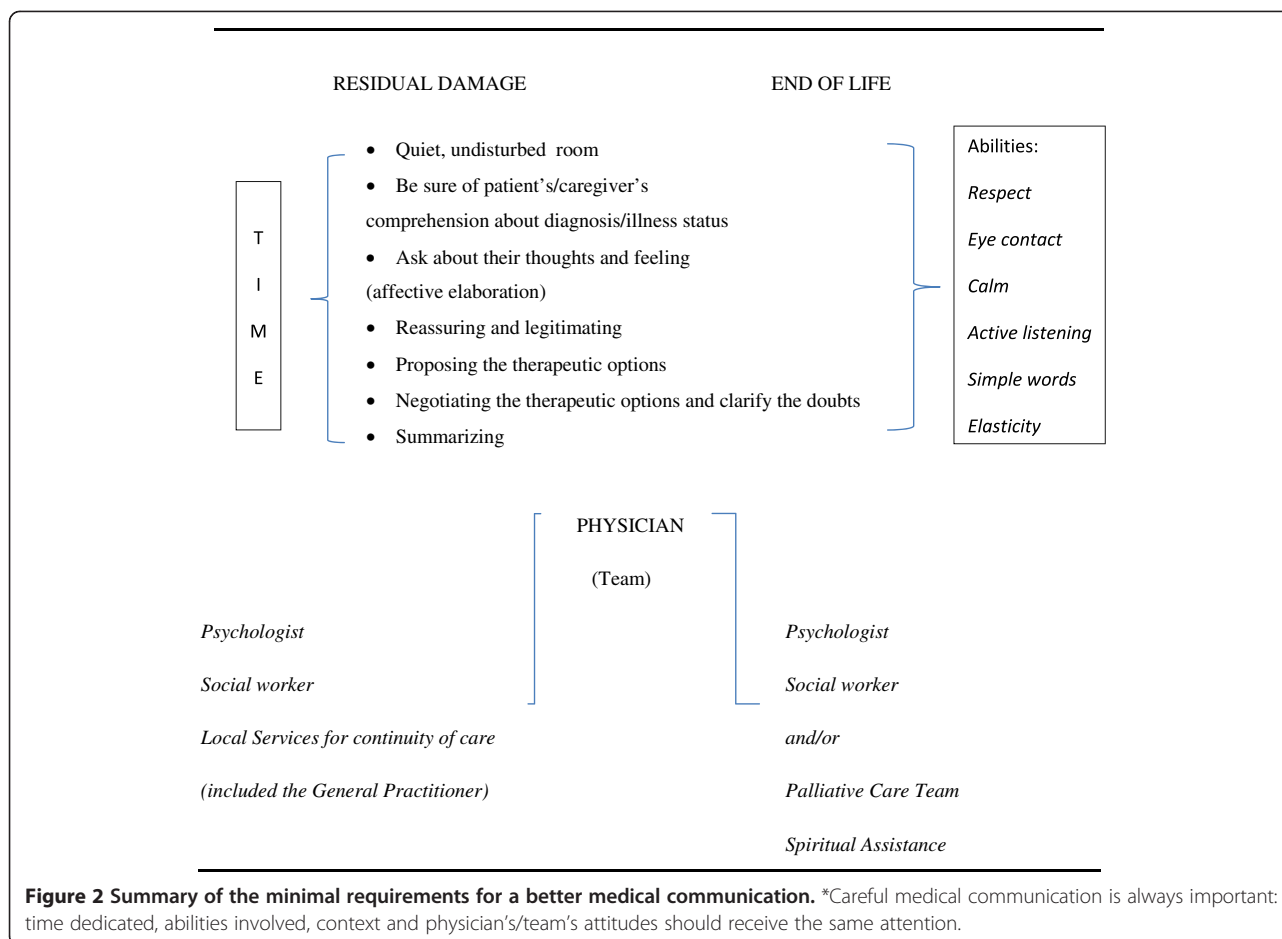 RESIDUAL DAMAGE
END OF LIFE
T
I
M
E
• Quiet, undisturbed room
• Be sure of patient's/caregiver's
comprehension about diagnosis/illness status
• Ask about their thoughts and feeling
(affective elaboration)
• Reassuring and legitimating
• Proposing the therapeutic options
• Negotiating the therapeutic options and clarify the doubts
• Summarizing
Abilities:
Respect
Eye contact
Calm
Active listening
Simple words
Elasticity
PHYSICIAN
(Team)
Psychologist
Social worker
Local Services for continuity of care
(included the General Practitioner)
Psychologist
Social worker
and/or
Palliative Care Team
Spiritual Assistance
Figure 2 Summary of the minimal requirements for a better medical communication. *Careful medical communication is always important:
time dedicated, abilities involved, context and physician's/team's attitudes should receive the same attention.